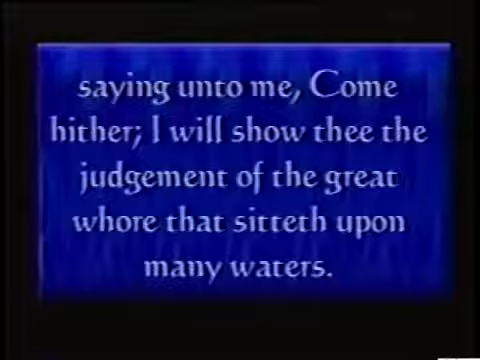 saying unto me, Come
hither; I will show thee the
judgement of the great
whore that sitteth upon
many waters.